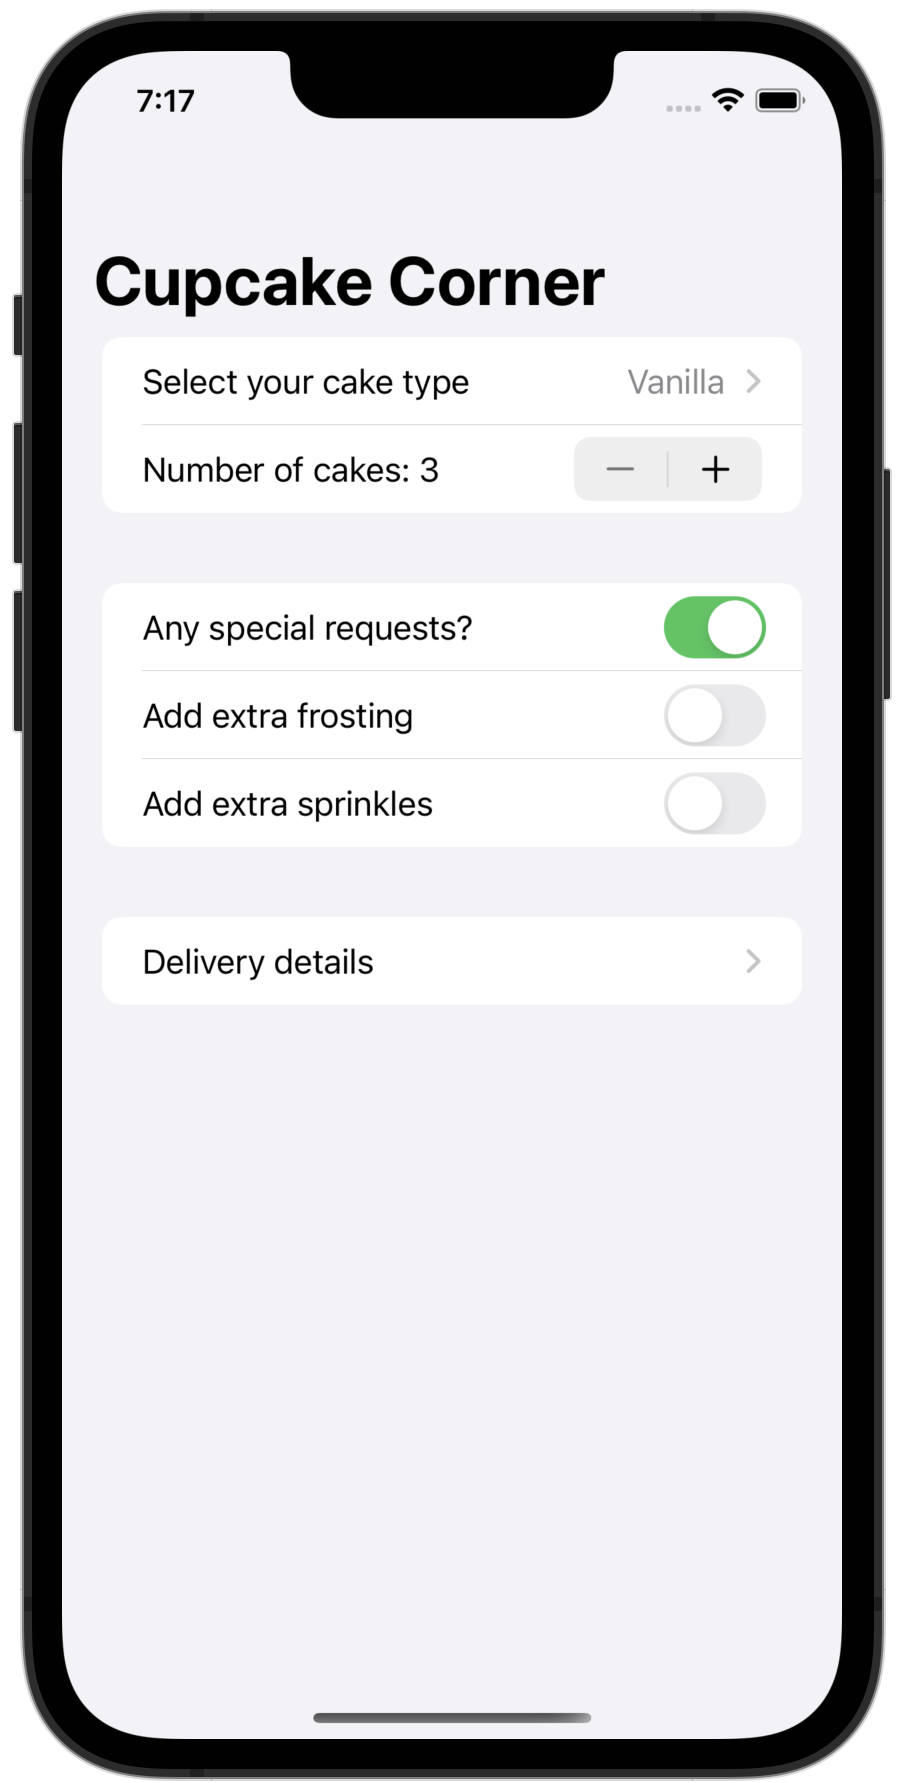 7:17
Cupcake Corner
Select your cake type Vanilla
Number of cakes: 3
Any special requests?
Add extra frosting
Add extra sprinkles
Delivery details